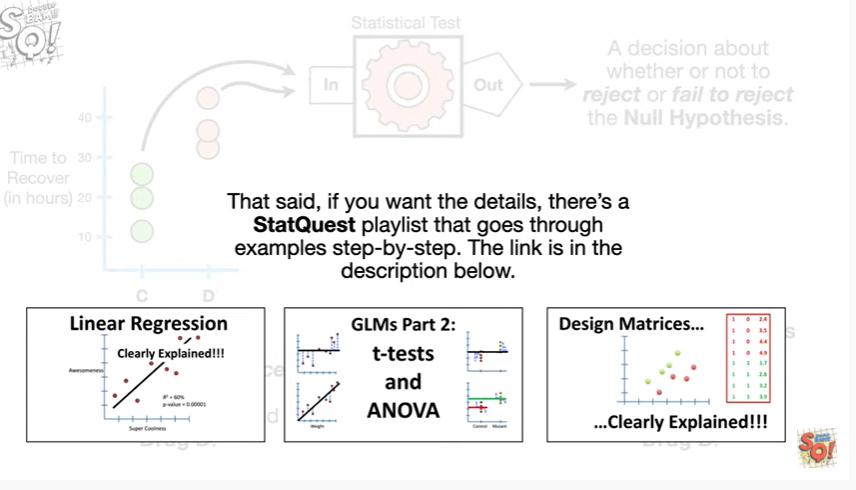 Statistical Test
In
Out
A decision about
whether or not to
reject or fail to reject
the Null Hypothesis.
40
30
20
10
Time to
Recover
(in hours)
C
D
That said, if you want the details, there's a
StatQuest playlist that goes through
examples step-by-step. The link is in the
description below.
Linear Regression
Clearly Explained!!!
Awesomeness
R² = 60%
p-value = 0.00001
Super Coolness
GLMs Part 2:
t-tests
and
ANOVA
Weight
Control Mutant
Design Matrices...
1 0 2.4
1 0 3.5
1 0 4.4
1 0 4.9
1 1 1.7
1 1 2.8
1 1 3.2
1 1 3.9
...Clearly Explained!!!
SQ!